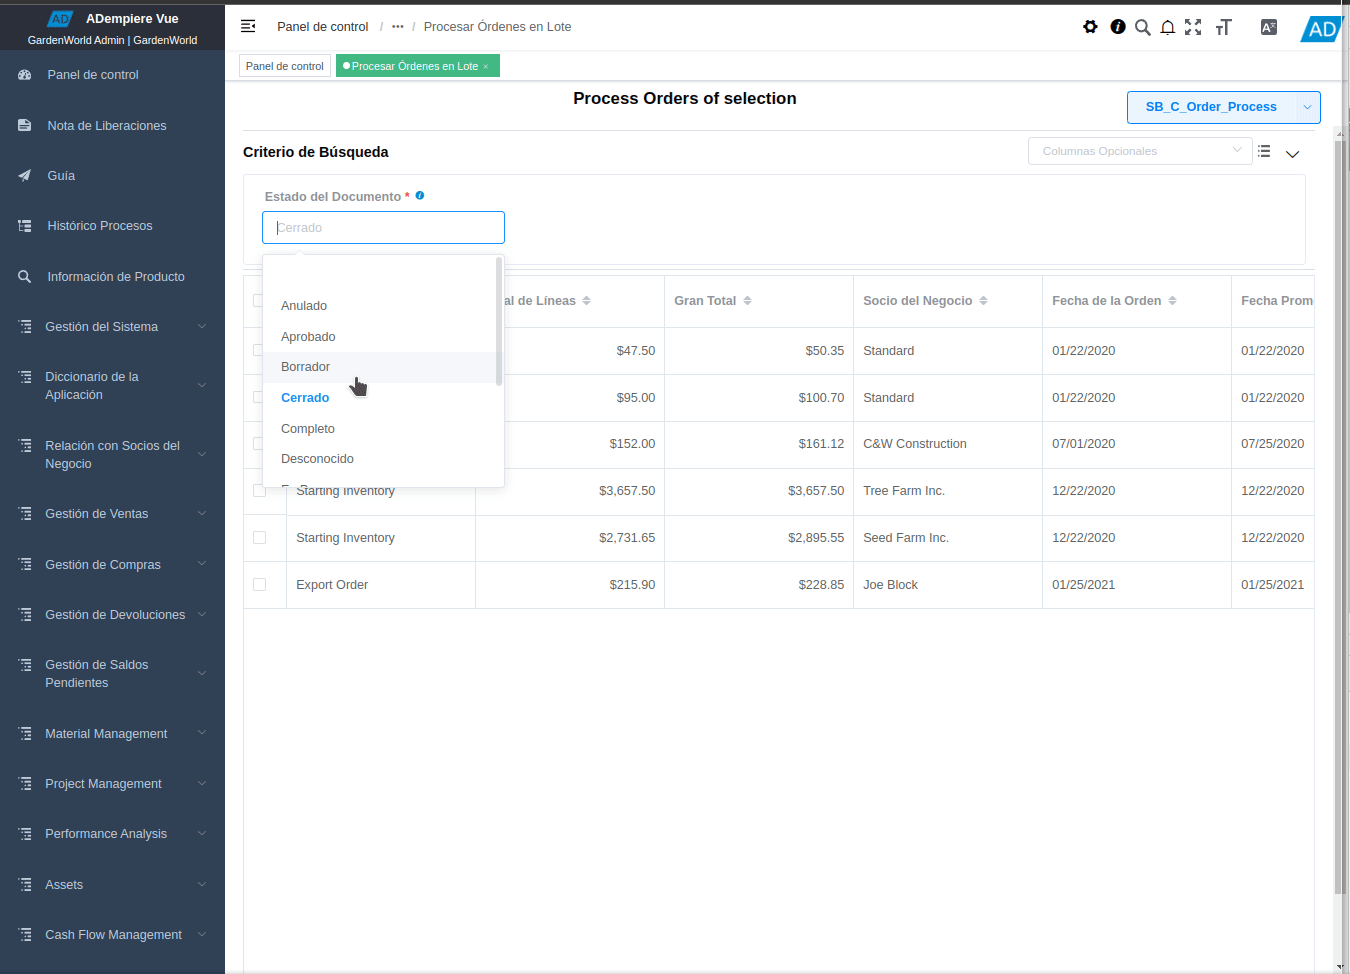 AD ADempiere Vue
GardenWorld Admin | GardenWorld
Panel de control
Nota de Liberaciones
Guía
Histórico Procesos
Información de Producto
Gestión del Sistema
Diccionario de la
Aplicación
Relación con Socios del
Negocio
Gestión de Ventas
Gestión de Compras
Gestión de Devoluciones
Gestión de Saldos
Pendientes
Material Management
Project Management
Performance Analysis
Assets
Cash Flow Management
Panel de control / ••• / Procesar Órdenes en Lote
AD
Panel de control
Procesar Órdenes en Lote ×
Process Orders of selection
SB_C_Order_Process
Criterio de Búsqueda
Columnas Opcionales
Estado del Documento *
Cerrado
Anulado
Aprobado
Borrador
Cerrado
Completo
Desconocido
al de Líneas Gran Total Socio del Negocio Fecha de la Orden Fecha Prom
$47.50 $50.35 Standard 01/22/2020 01/22/2020
$95.00 $100.70 Standard 01/22/2020 01/22/2020
$152.00 $161.12 C&W Construction 07/01/2020 07/25/2020
Starting Inventory $3,657.50 $3,657.50 Tree Farm Inc. 12/22/2020 12/22/2020
Starting Inventory $2,731.65 $2,895.55 Seed Farm Inc. 12/22/2020 12/22/2020
Export Order $215.90 $228.85 Joe Block 01/25/2021 01/25/2021